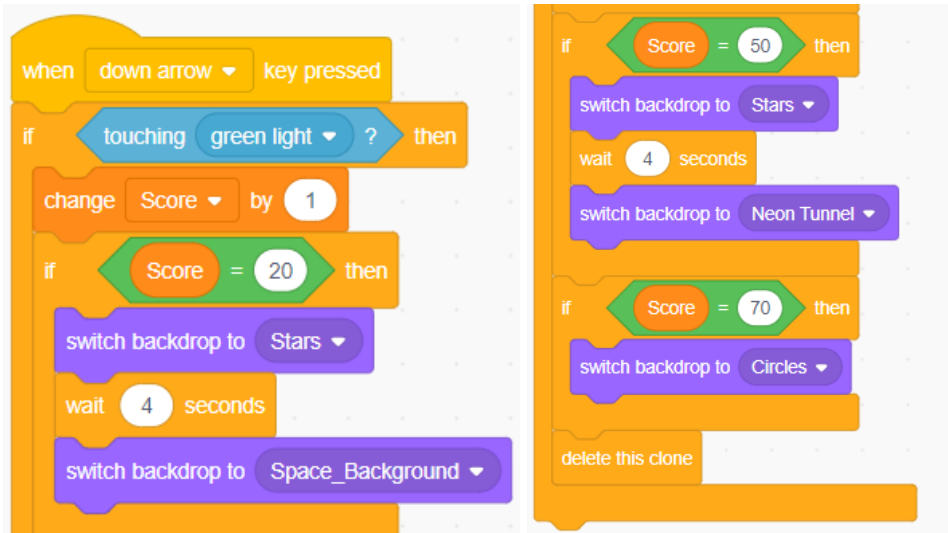 when down arrow key pressed
if touching green light ? then
change Score by 1
if Score = 20 then
switch backdrop to Stars
wait 4 seconds
switch backdrop to Space_Background
if Score = 50 then
switch backdrop to Stars
wait 4 seconds
switch backdrop to Neon Tunnel
if Score = 70 then
switch backdrop to Circles
delete this clone